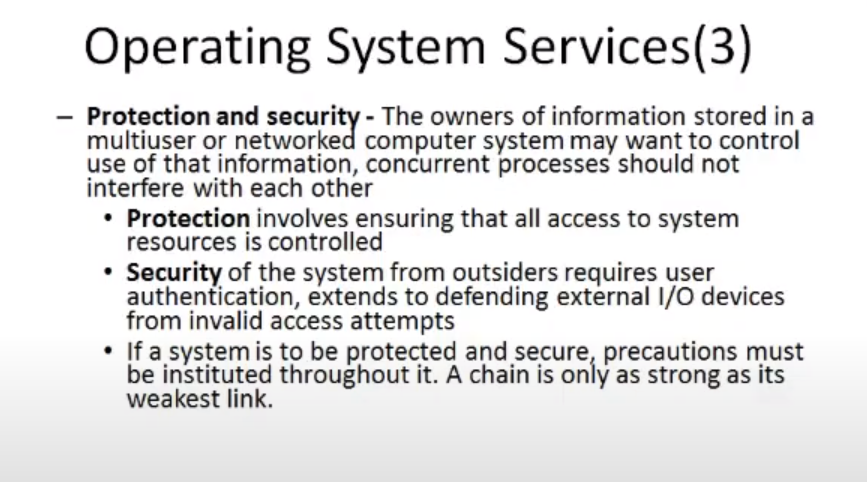 Operating System Services(3)
– Protection and security - The owners of information stored in a
multiuser or networked computer system may want to control
use of that information, concurrent processes should not
interfere with each other
• Protection involves ensuring that all access to system
resources is controlled
• Security of the system from outsiders requires user
authentication, extends to defending external I/O devices
from invalid access attempts
• If a system is to be protected and secure, precautions must
be instituted throughout it. A chain is only as strong as its
weakest link.